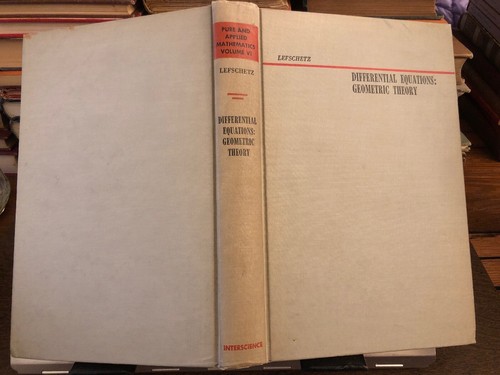 PURE AND
APPLIED
MATHEMATICS
VOLUME VI
LEFSCHETZ
DIFFERENTIAL
EQUATIONS:
GEOMETRIC
THEORY
INTERSCIENCE
LEFSCHETZ
DIFFERENTIAL EQUATIONS:
GEOMETRIC THEORY